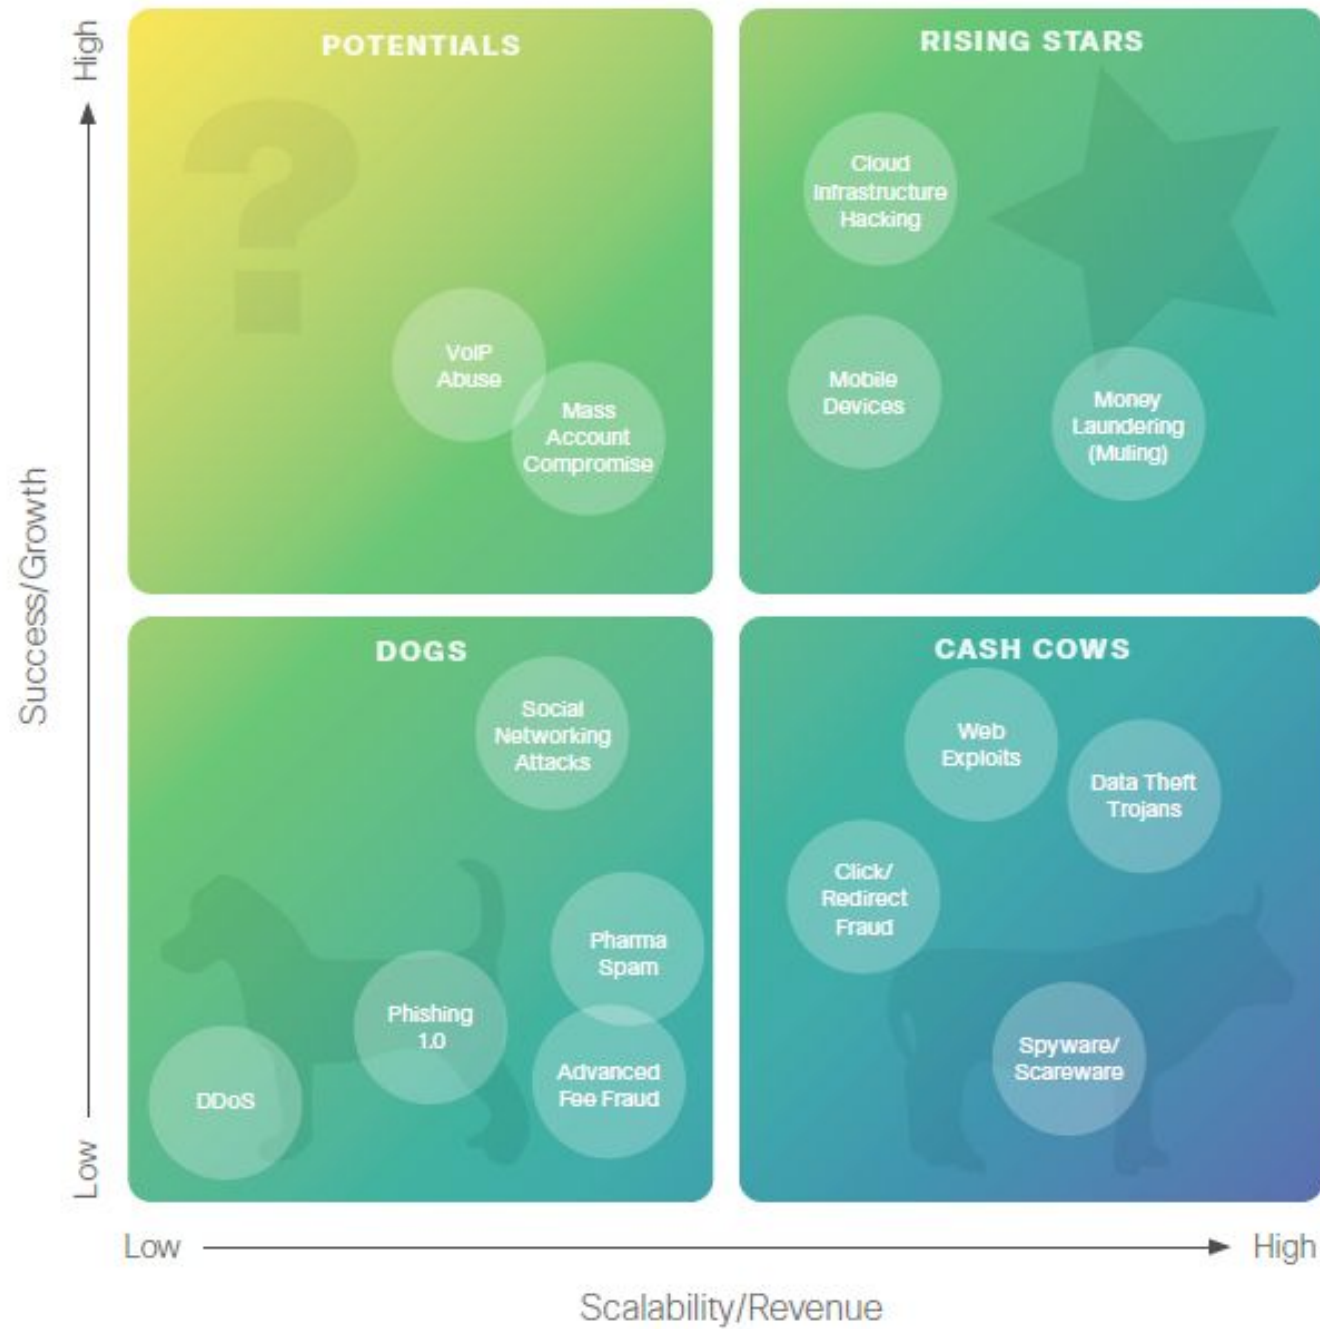 High
POTENTIALS
RISING STARS
?
Cloud
Infrastructure
Hacking
VoIP
Abuse
Mass
Account
Compromise
Mobile
Devices
Money
Laundering
(Muling)
Success/Growth
DOGS
CASH COWS
Social
Networking
Attacks
Web
Exploits
Data Theft
Trojans
Click/
Redirect
Fraud
Pharma
Spam
Phishing
1.0
Advanced
Fee Fraud
DDoS
Spyware/
Scareware
Low
Low
High
Scalability/Revenue